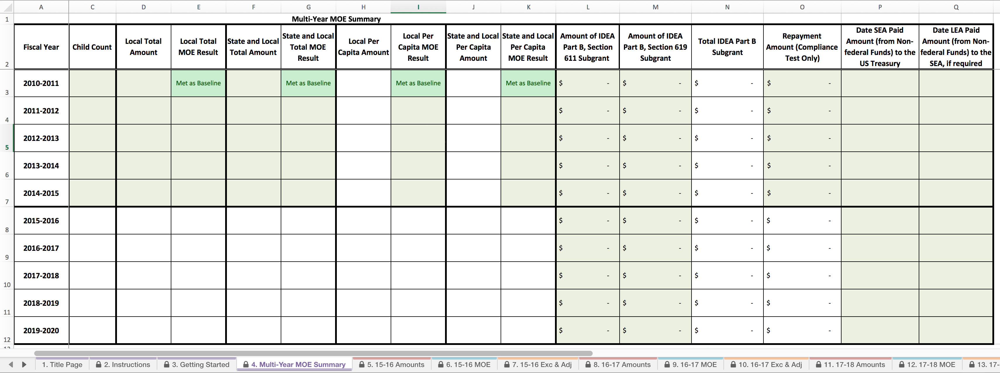 A C D E F G H I J K L M N O P Q
1 Multi-Year MOE Summary
2 Fiscal Year Child Count Local Total Amount Local Total MOE Result State and Local Total Amount State and Local Total MOE Result Local Per Capita Amount Local Per Capita MOE Result State and Local Per Capita Amount State and Local Per Capita MOE Result Amount of IDEA Part B, Section 611 Subgrant Amount of IDEA Part B, Section 619 Subgrant Total IDEA Part B Subgrant Repayment Amount (Compliance Test Only) Date SEA Paid Amount (from Non-federal Funds) to the US Treasury Date LEA Paid Amount (from Non-federal Funds) to the SEA, if required
3 2010-2011 Met as Baseline Met as Baseline Met as Baseline Met as Baseline $ - $ - $ - $ -
4 2011-2012 $ - $ - $ - $ -
5 2012-2013 $ - $ - $ - $ -
6 2013-2014 $ - $ - $ - $ -
7 2014-2015 $ - $ - $ - $ -
8 2015-2016 $ - $ - $ - $ -
9 2016-2017 $ - $ - $ - $ -
10 2017-2018 $ - $ - $ - $ -
11 2018-2019 $ - $ - $ - $ -
12 2019-2020 $ - $ - $ - $ -
1. Title Page 2. Instructions 3. Getting Started 4. Multi-Year MOE Summary 5. 15-16 Amounts 6. 15-16 MOE 7. 15-16 Exc & Adj 8. 16-17 Amounts 9. 16-17 MOE 10. 16-17 Exc & Adj 11. 17-18 Amounts 12. 17-18 MOE 13. 17-